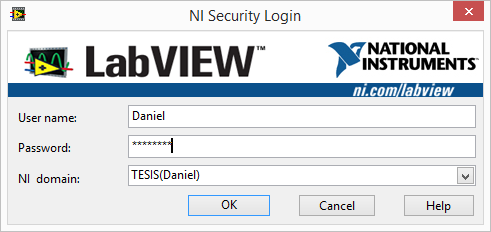 NI Security Login
LabVIEW™
NATIONAL INSTRUMENTS™
ni.com/labview
User name: Daniel
Password: ********
NI domain: TESIS(Daniel)
OK Cancel Help